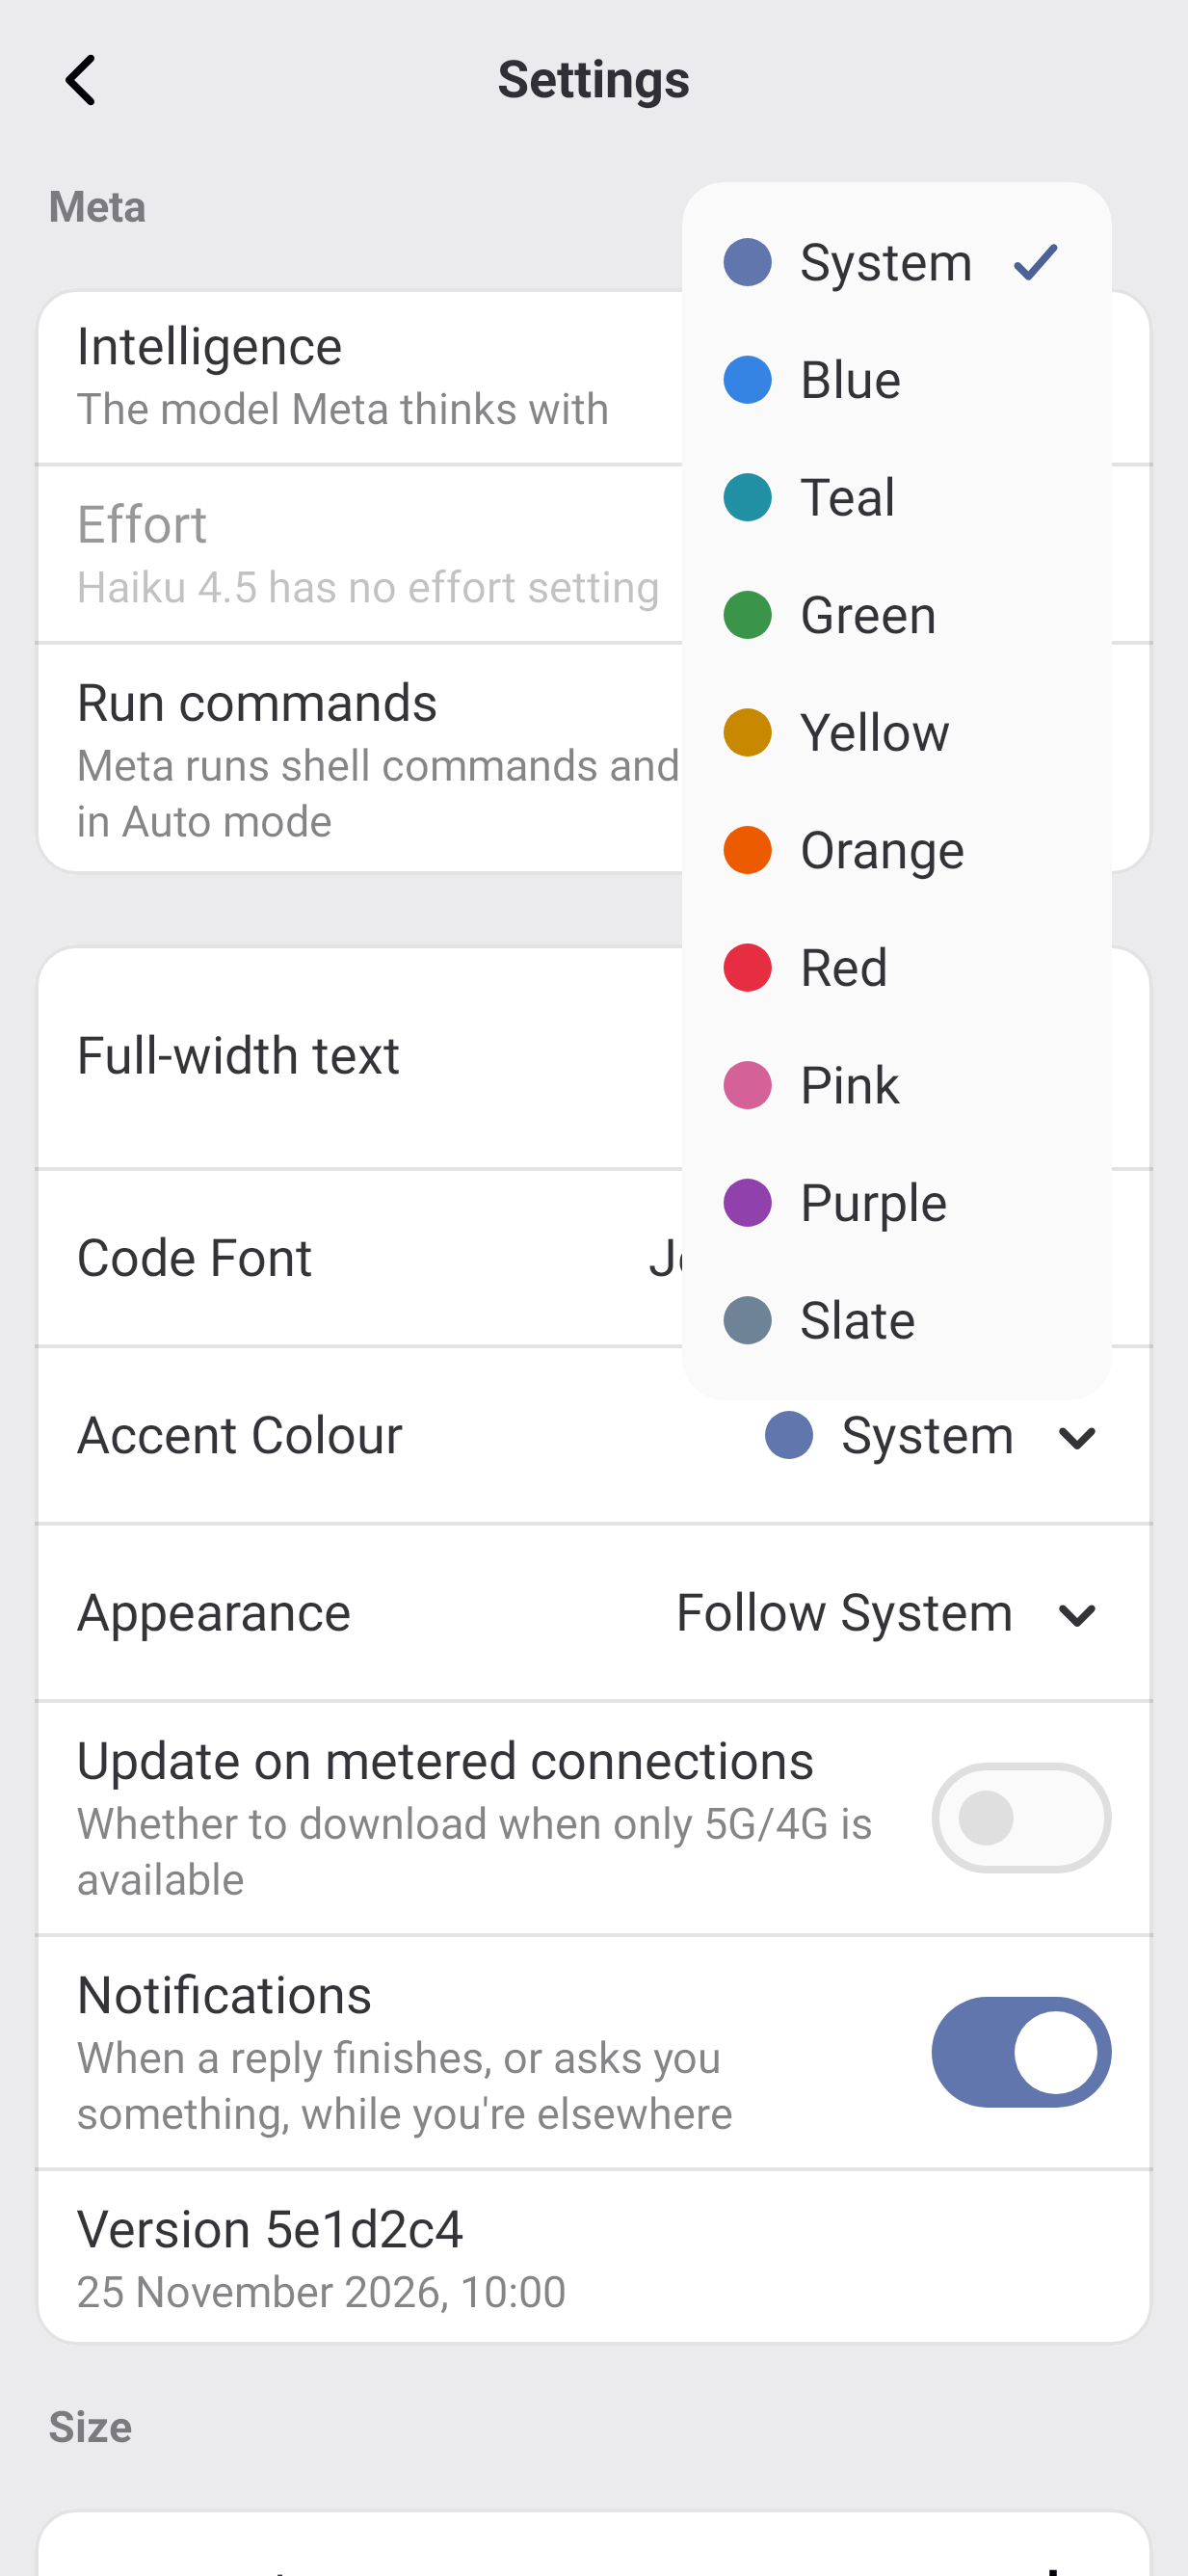 Settings
Meta
Intelligence
The model Meta thinks with
Effort
Haiku 4.5 has no effort setting
Run commands
Meta runs shell commands and
in Auto mode
Full-width text
Code Font
System
Blue
Teal
Green
Yellow
Orange
Red
Pink
Purple
Slate
Accent Colour
System
Appearance
Follow System
Update on metered connections
Whether to download when only 5G/4G is
available
Notifications
When a reply finishes, or asks you
something, while you're elsewhere
Version 5e1d2c4
25 November 2026, 10:00
Size